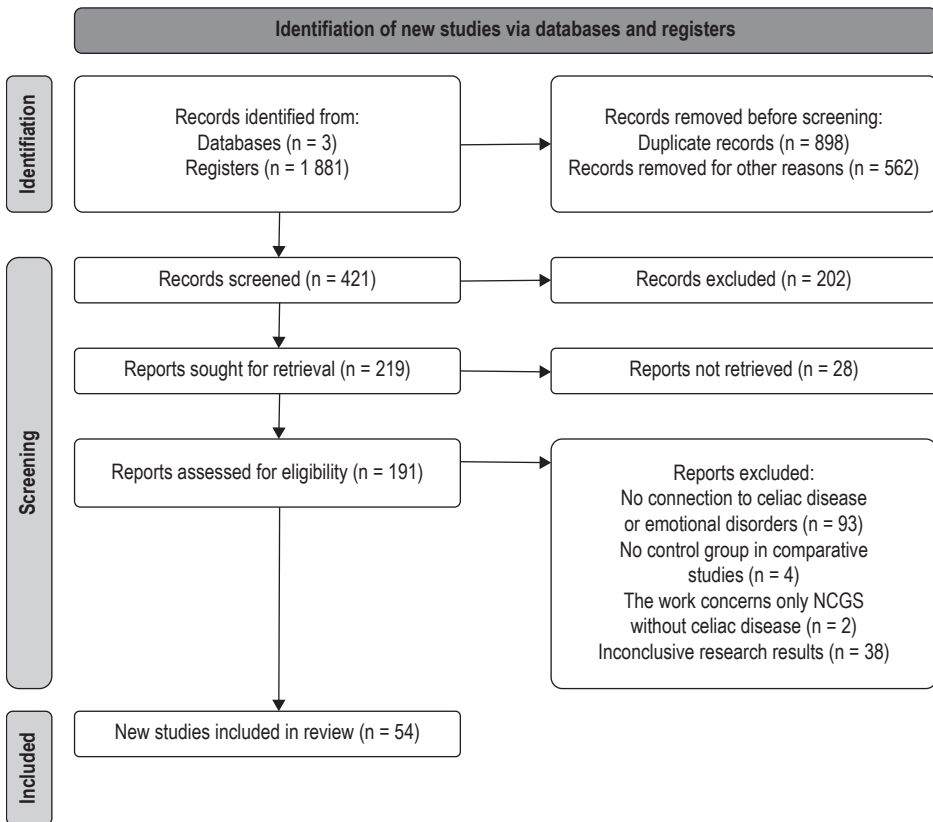 Identifiation of new studies via databases and registers
Identifiation
Records identified from:
Databases (n = 3)
Registers (n = 1 881)
Records removed before screening:
Duplicate records (n = 898)
Records removed for other reasons (n = 562)
Screening
Records screened (n = 421)
Records excluded (n = 202)
Reports sought for retrieval (n = 219)
Reports not retrieved (n = 28)
Reports assessed for eligibility (n = 191)
Reports excluded:
No connection to celiac disease
or emotional disorders (n = 93)
No control group in comparative
studies (n = 4)
The work concerns only NCGS
without celiac disease (n = 2)
Inconclusive research results (n = 38)
Included
New studies included in review (n = 54)